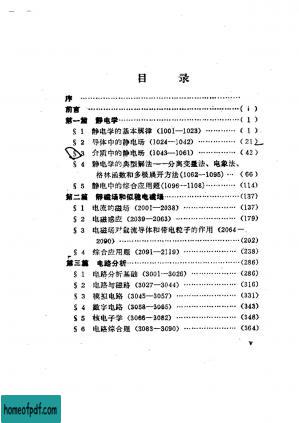 目 录
序 ……………………………………………
前言 ……………………………………( i )
第一篇 静电学……………………………( 1 )
§ 1 静电学的基本规律 (1001—1023)…………( 1 )
§ 2 导体中的静电场 (1024—1042)……………( 21 )
§ 3 介质中的静电场 (1043—1061)……………( 42 )
§ 4 静电学的典型解法——分离变量法、电象法、
格林函数和多极展开方法(1062—1095)…( 66 )
§ 5 静电中的综合应用题(1096—1108)…………(114)
第二篇 静磁场和似稳电磁场………………(137)
§ 1 电流的磁场 (2001—2038)…………………(137)
§ 2 电磁感应 (2039—2063)……………………(179)
§ 3 电磁场对载流导体和带电粒子的作用 (2064—
2090)……………………………………(202)
§ 4 综合应用题 (2091—2119)…………………(238)
第三篇 电路分析……………………………(286)
§ 1 电路分析基础 (3001—3026)………………(286)
§ 2 电路与磁路 (3027—3044)…………………(316)
§ 3 模拟电路 (3045—3057)……………………(331)
§ 4 数字电路 (3058—3065)……………………(343)
§ 5 核电子学 (3066—3082)……………………(348)
§ 6 电路综合题 (3083—3090)…………………(364)
v
homeofpdf.com